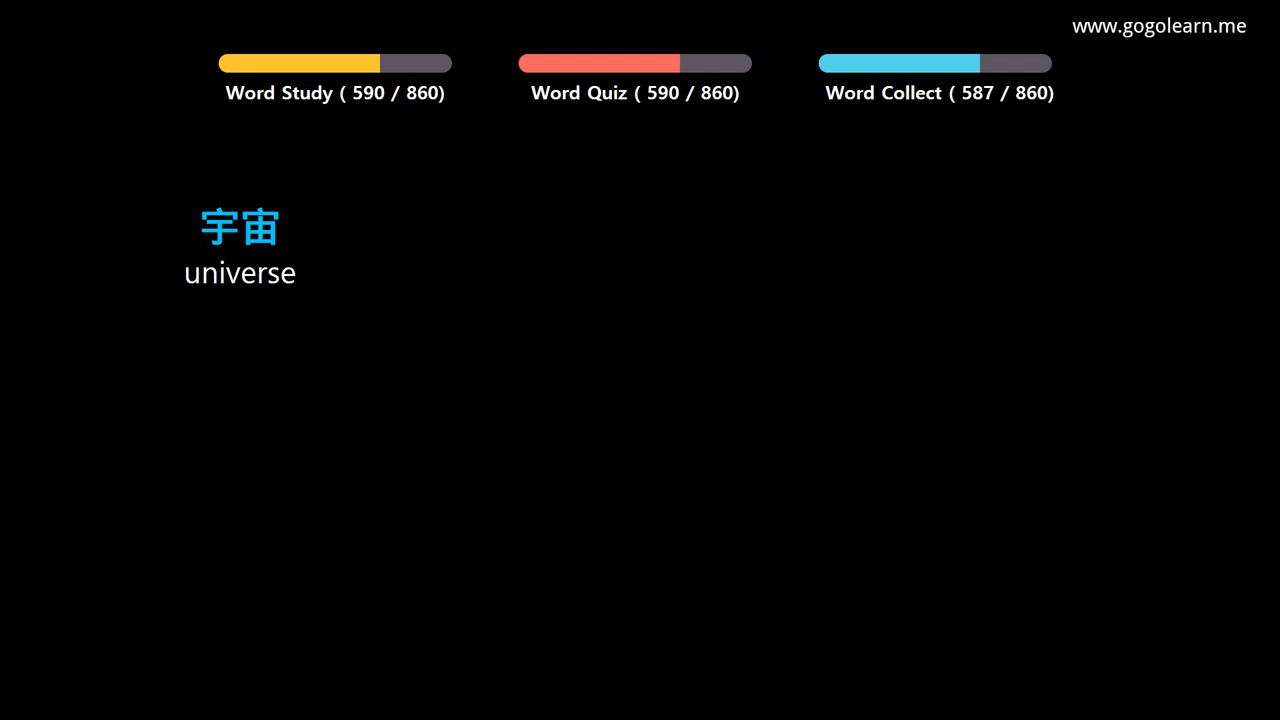 www.gogolearn.me
Word Study ( 590 / 860)
Word Quiz ( 590 / 860)
Word Collect ( 587 / 860)
宇宙
universe